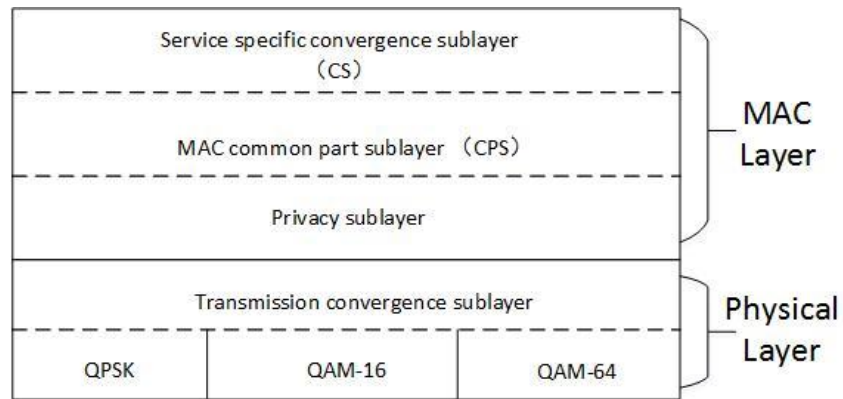 Service specific convergence sublayer
（CS）
MAC common part sublayer （CPS）
Privacy sublayer
MAC
Layer
Transmission convergence sublayer
QPSK QAM-16 QAM-64
Physical
Layer